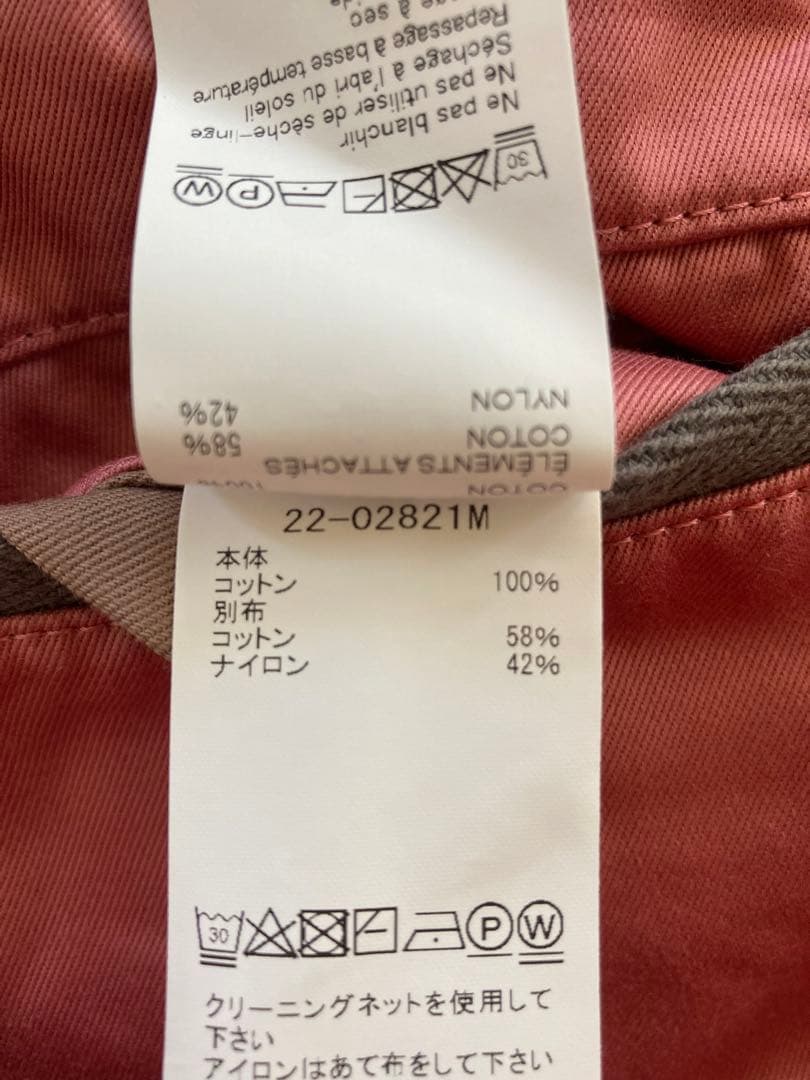 Repassage à basse température
Séchage à l'abri du soleil
Ne pas utiliser de sèche-linge
Ne pas blanchir
30
P
W
ÉLÉMENTS ATTACHÉS
COTON 58%
NYLON 42%
22-02821M
本体
コットン 100%
別布
コットン 58%
ナイロン 42%
30 P W
クリーニングネットを使用して
下さい
アイロンはあて布をして下さい